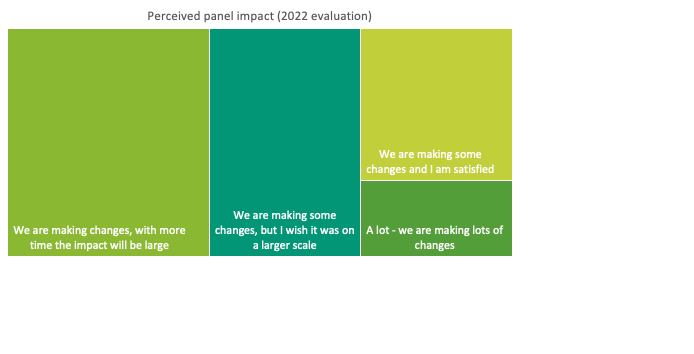 Perceived panel impact (2022 evaluation)
We are making changes, with more
time the impact will be large
We are making some
changes, but I wish it was on
a larger scale
We are making some
changes and I am satisfied
A lot - we are making lots of
changes